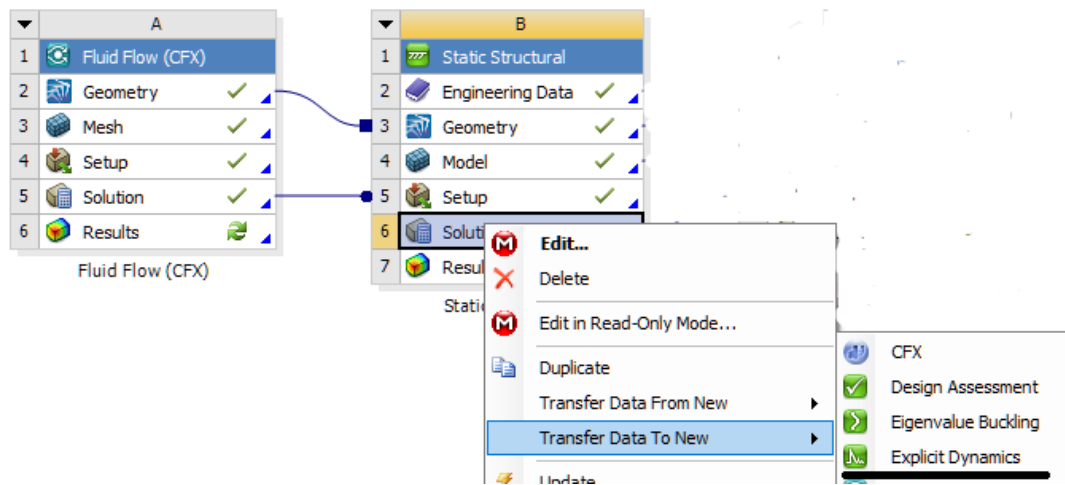 A
1 Fluid Flow (CFX)
2 Geometry
3 Mesh
4 Setup
5 Solution
6 Results
Fluid Flow (CFX)
B
1 Static Structural
2 Engineering Data
3 Geometry
4 Model
5 Setup
6 Soluti
7 Resul
Stati
Edit...
Delete
Edit in Read-Only Mode...
Duplicate
Transfer Data From New
Transfer Data To New
Update
CFX
Design Assessment
Eigenvalue Buckling
Explicit Dynamics